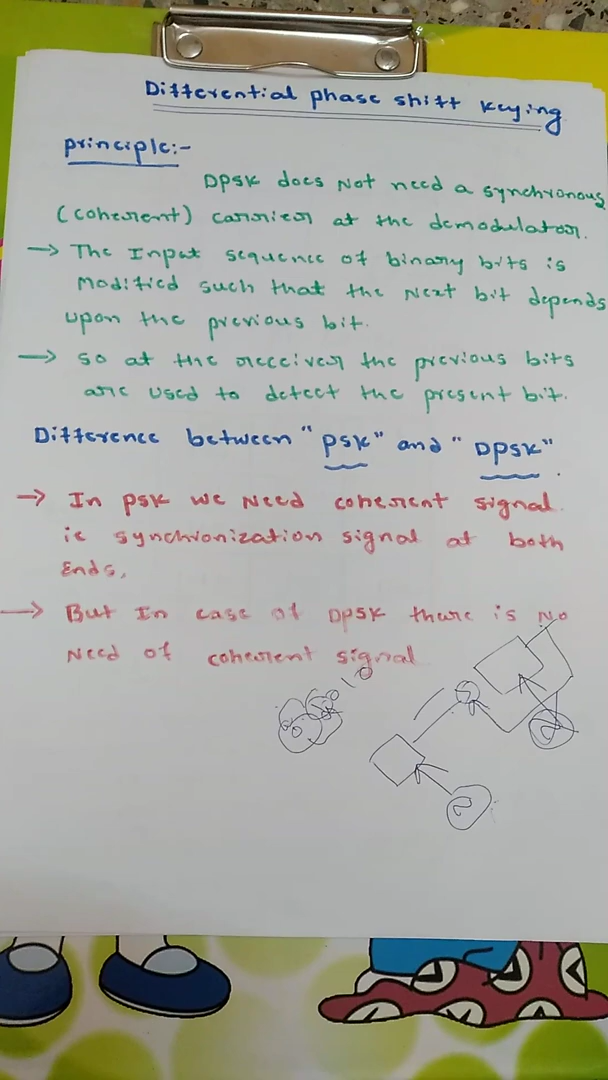 Differential phase shift keying
principle:-
DPSK does Not need a synchronous
(coherent) carrier at the demodulator.
→ The Input sequence of binary bits is
Modified such that the Next bit depends
upon the previous bit.
→ so at the receiver the previous bits
are used to detect the present bit.
Difference between "PSK" and "DPSK".
→ In PSK we Need coherent signal.
ie synchronization signal at both
Ends,
→ But In case of DPSK there is No
Need of coherent signal